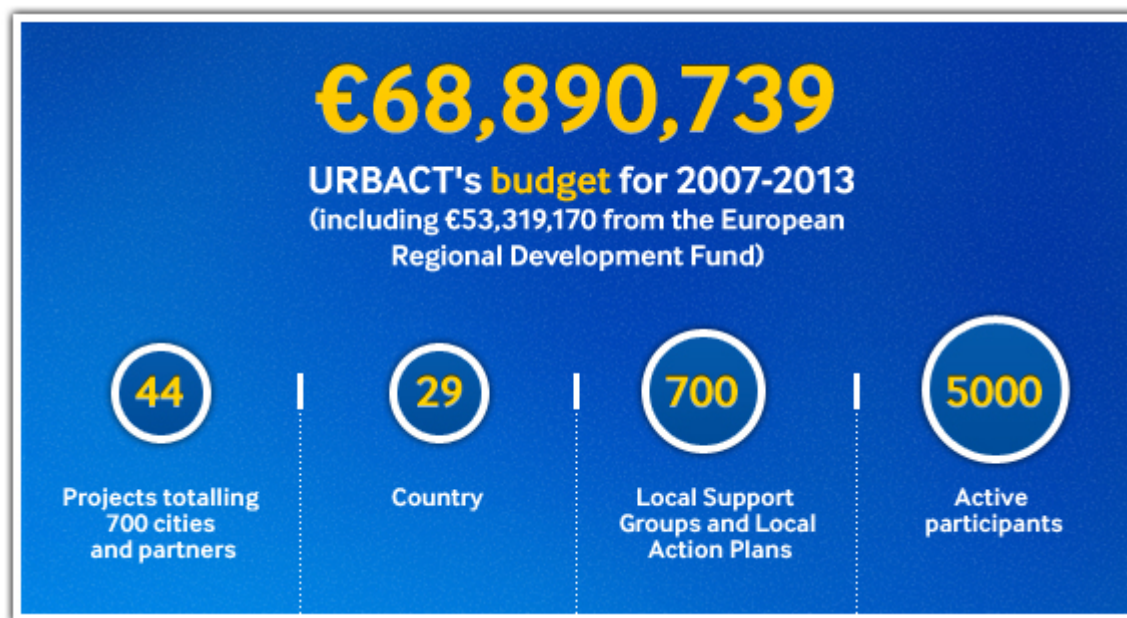 €68,890,739
URBACT's budget for 2007-2013
(including €53,319,170 from the European
Regional Development Fund)
44
Projects totalling
700 cities
and partners
29
Country
700
Local Support
Groups and Local
Action Plans
5000
Active
participants